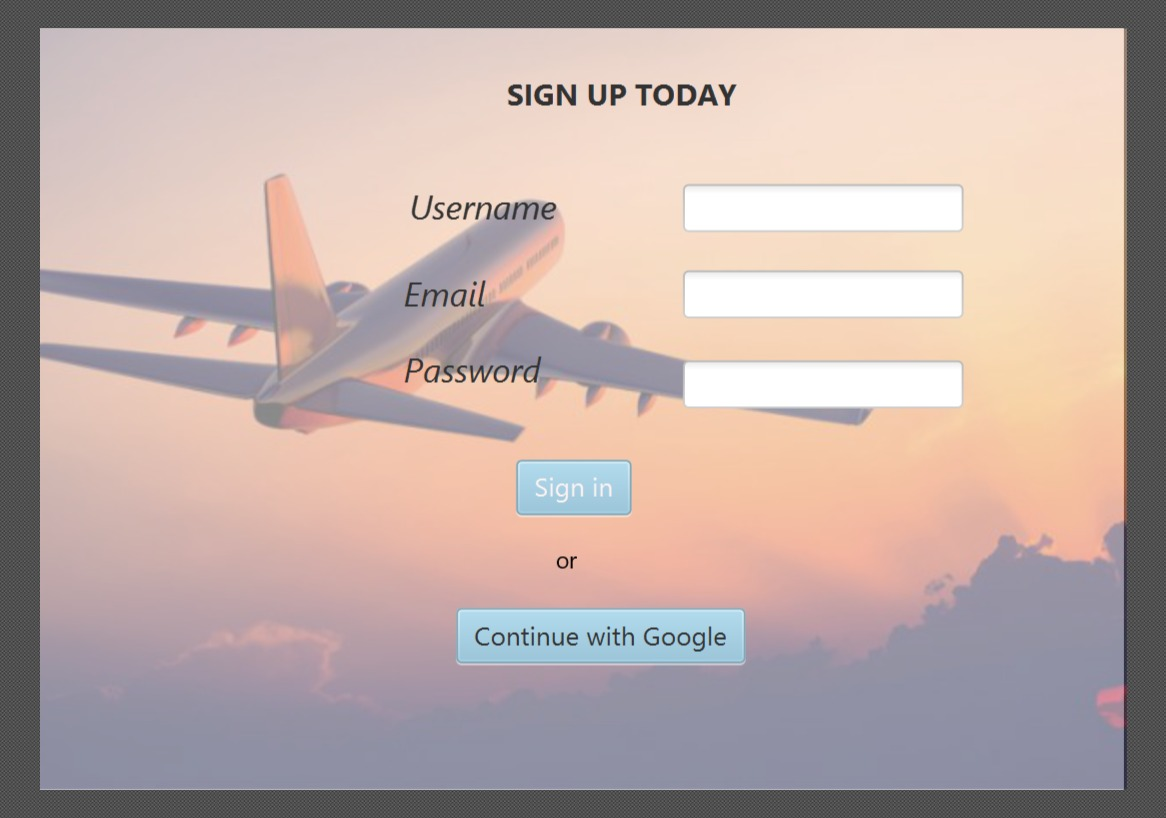 SIGN UP TODAY
Username
Email
Password
Sign in
or
Continue with Google